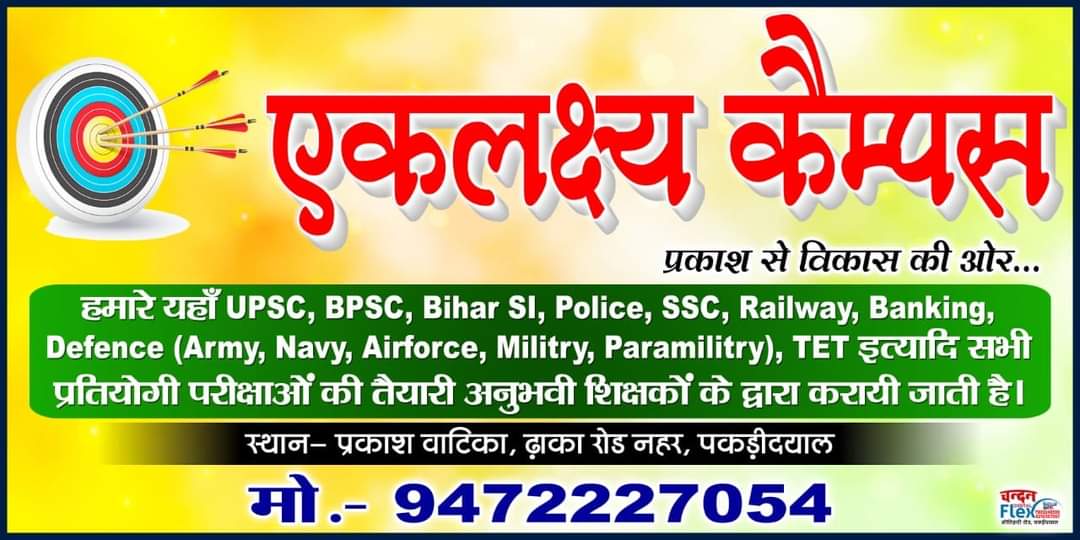 एकलक्ष्य कैम्पस
प्रकाश से विकास की ओर...
हमारे यहाँ UPSC, BPSC, Bihar SI, Police, SSC, Railway, Banking,
Defence (Army, Navy, Airforce, Militry, Paramilitry), TET इत्यादि सभी
प्रतियोगी परीक्षाओं की तैयारी अनुभवी शिक्षकों के द्वारा करायी जाती है।
स्थान– प्रकाश वाटिका, ढ़ाका रोड नहर, पकड़ीदयाल
मो.- 9472227054
चन्दन
Flex